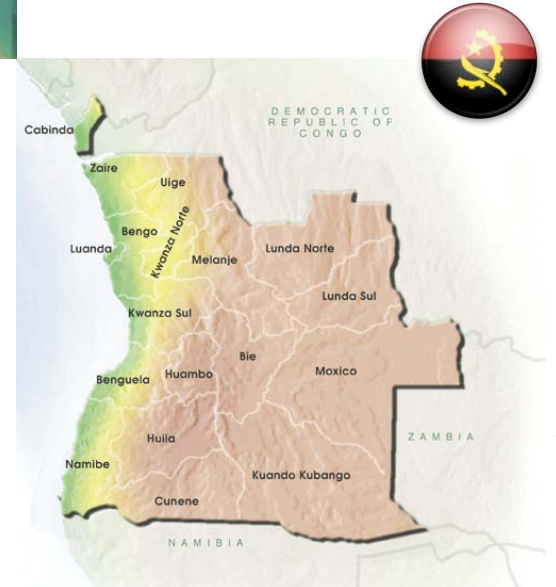 DEMOCRATIC
REPUBLIC OF
CONGO
Cabinda
Zaire
Uige
Bengo
Kwanza Norte
Luanda
Melanje
Lunda Norte
Lunda Sul
Kwanza Sul
Bie
Benguela
Huambo
Moxico
Huila
ZAMBIA
Namibe
Kuando Kubango
Cunene
NAMIBIA